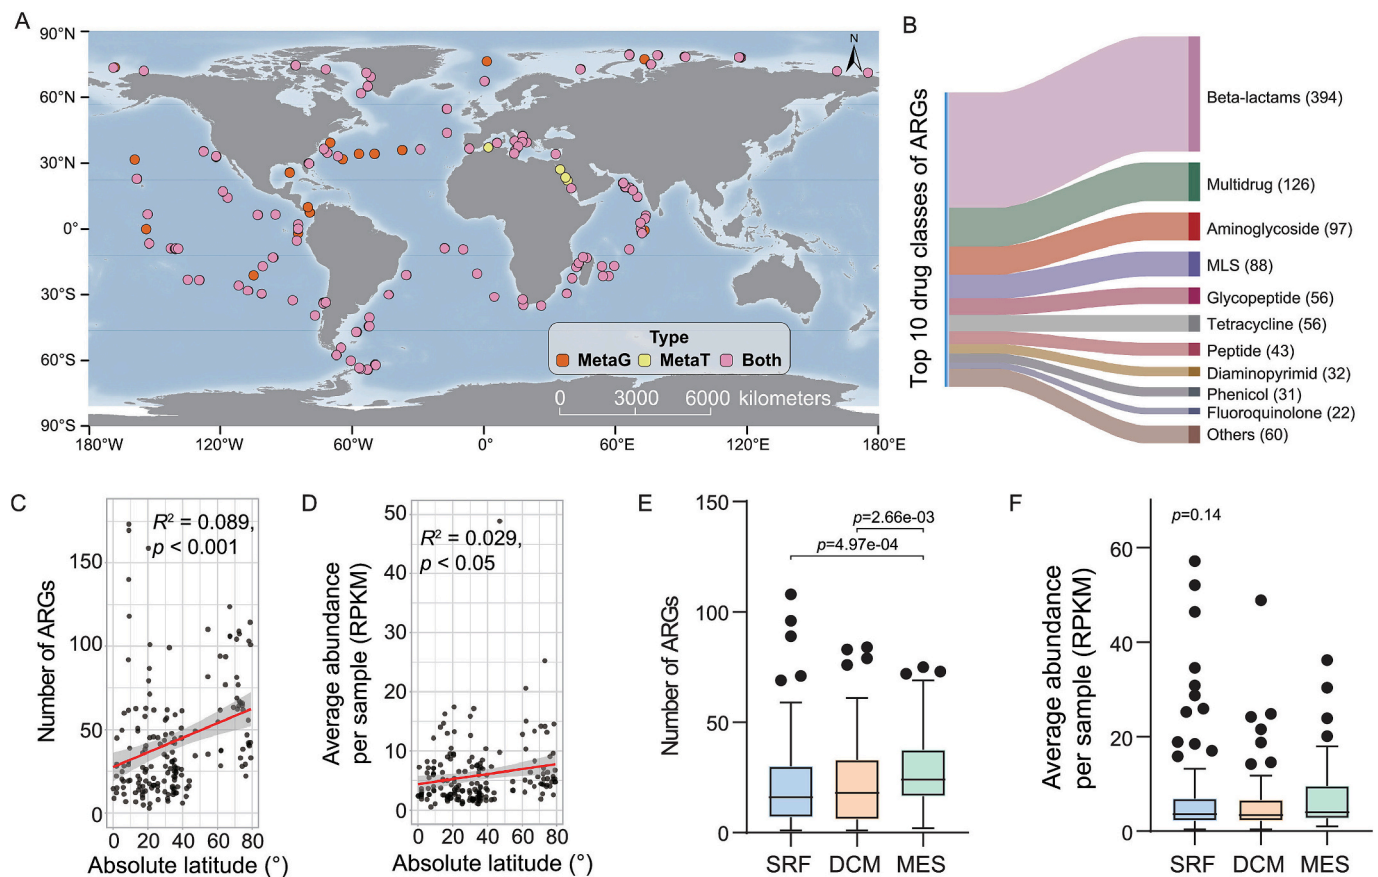 A
90°N
60°N
30°N
0°
30°S
60°S
90°S
180°W
120°W
60°W
0°
60°E
120°E
180°E
N
Type
MetaG
MetaT
Both
0
3000
6000
kilometers
B
Top 10 drug classes of ARGs
Beta-lactams (394)
Multidrug (126)
Aminoglycoside (97)
MLS (88)
Glycopeptide (56)
Tetracycline (56)
Peptide (43)
Diaminopyrimid (32)
Phenicol (31)
Fluoroquinolone (22)
Others (60)
C
R² = 0.089,
p < 0.001
Number of ARGs
150
100
50
0
0
20
40
60
80
Absolute latitude (°)
D
R² = 0.029,
p < 0.05
Average abundance
per sample (RPKM)
50
40
30
20
10
0
0
20
40
60
80
Absolute latitude (°)
E
p=2.66e-03
p=4.97e-04
Number of ARGs
150
100
50
0
SRF
DCM
MES
F
p=0.14
Average abundance
per sample (RPKM)
60
40
20
0
SRF
DCM
MES